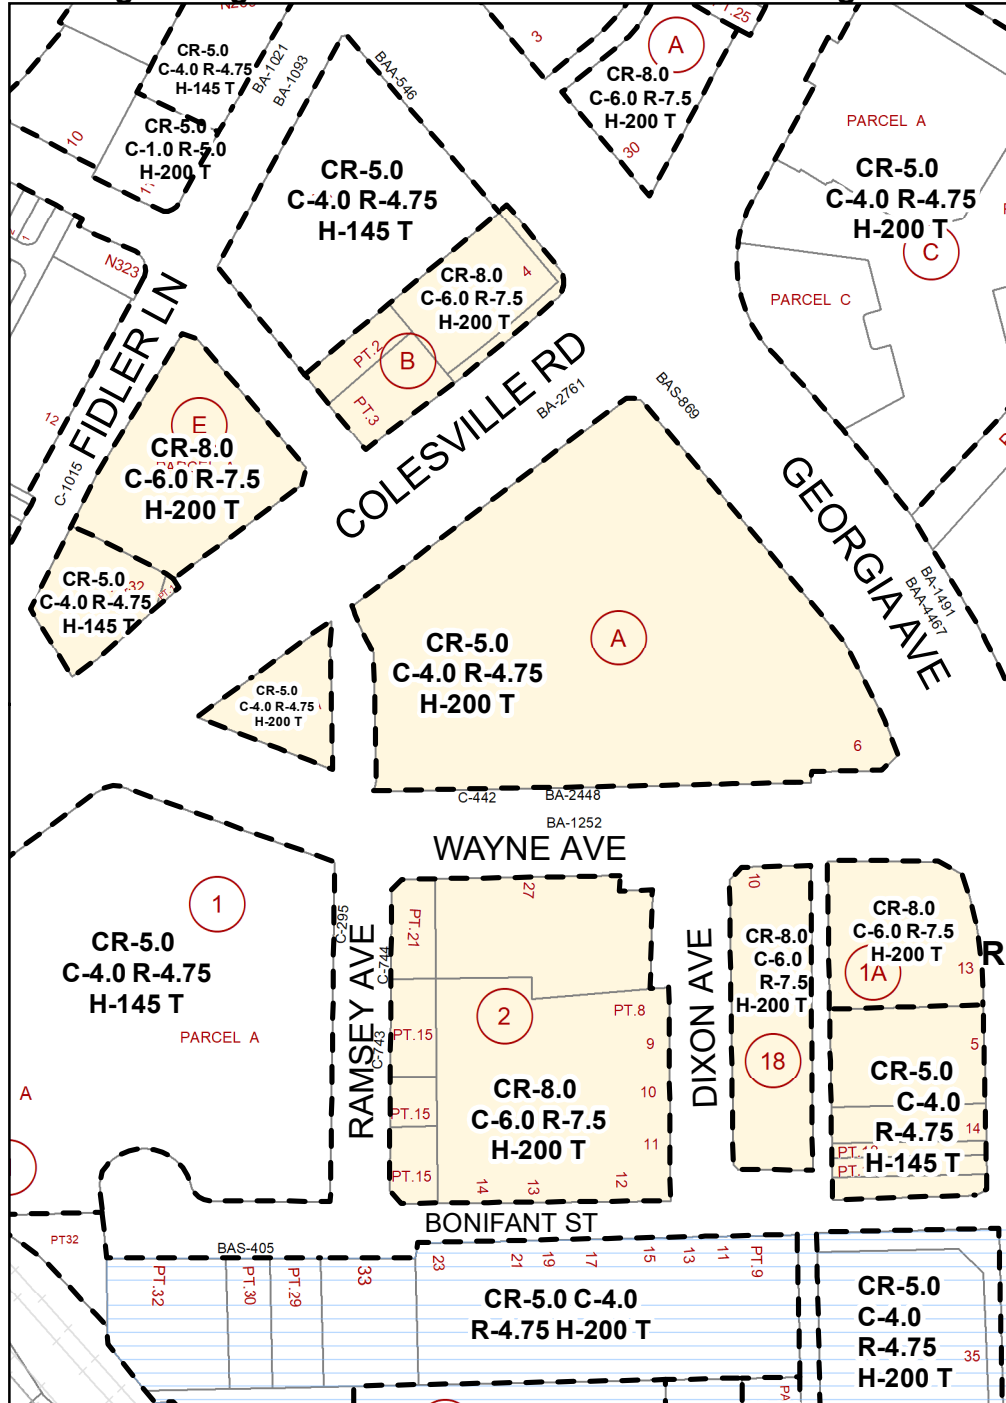 3
PT.25
A
CR-8.0
C-6.0 R-7.5
H-200 T
30
CR-5.0
C-4.0 R-4.75
H-145 T
BA-1021
BA-1093
BAA-546
10
CR-5.0
C-1.0 R-5.0
H-200 T
PARCEL A
CR-5.0
C-4.0 R-4.75
H-200 T
C
PARCEL C
CR-5.0
C-4.0 R-4.75
H-145 T
N323
FIDLER LN
12
C-1015
CR-8.0
C-6.0 R-7.5
H-200 T
4
PT.2
B
PT.3
COLESVILLE RD
BA-2761
BAS-869
E
CR-8.0
C-6.0 R-7.5
H-200 T
PARCEL A
GEORGIA AVE
BA-1491
BAA-4467
CR-5.0
C-4.0 R-4.75
H-145 T
32
CR-5.0
C-4.0 R-4.75
H-200 T
A
CR-5.0
C-4.0 R-4.75
H-200 T
6
C-442
BA-2448
BA-1252
WAYNE AVE
1
CR-5.0
C-4.0 R-4.75
H-145 T
PARCEL A
A
C-295
RAMSEY AVE
C-744
C-743
PT.21
27
2
PT.8
9
10
11
12
13
14
PT.15
PT.15
PT.15
CR-8.0
C-6.0 R-7.5
H-200 T
DIXON AVE
10
CR-8.0
C-6.0
R-7.5
H-200 T
18
CR-8.0
C-6.0 R-7.5
H-200 T
1A
13
R
5
CR-5.0
C-4.0
R-4.75
H-145 T
14
BONIFANT ST
PT32
BAS-405
PT.32
PT.30
PT.29
33
23
21
19
17
15
13
11
PT.9
CR-5.0 C-4.0
R-4.75 H-200 T
CR-5.0
C-4.0
R-4.75
H-200 T
35
PA